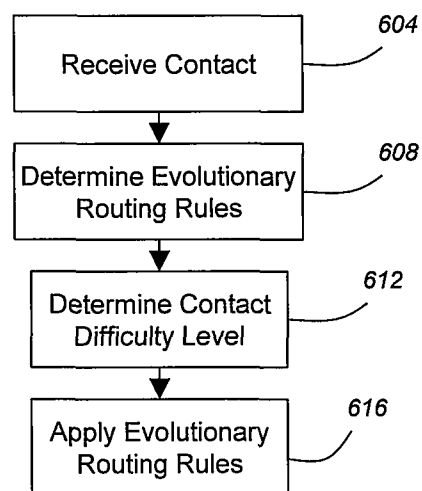 Receive Contact
604
Determine Evolutionary
Routing Rules
608
Determine Contact
Difficulty Level
612
Apply Evolutionary
Routing Rules
616